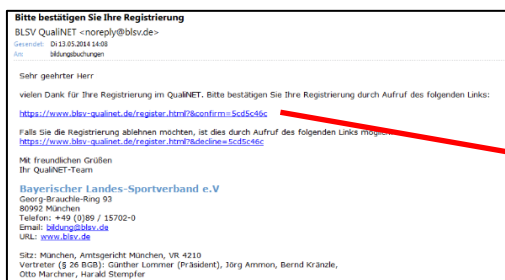 Bitte bestätigen Sie Ihre Registrierung
BLSV QualiNET <noreply@blsv.de>
Gesendet: Di 13.05.2014 14:08
An: bildungsbuchungen
Sehr geehrter Herr
vielen Dank für Ihre Registrierung im QualiNET. Bitte bestätigen Sie Ihre Registrierung durch Aufruf des folgenden Links:
https://www.blsv-qualinet.de/register.html?&confirm=5cd5c46c
Falls Sie die Registrierung ablehnen möchten, ist dies durch Aufruf des folgenden Links
https://www.blsv-qualinet.de/register.html?&decline=5cd5c46c
Mit freundlichen Grüßen
Ihr QualiNET-Team
Bayerischer Landes-Sportverband e.V
Georg-Brauchle-Ring 93
80992 München
Telefon: +49 (0)89 / 15702-0
Email: bildung@blsv.de
URL: www.blsv.de
Sitz: München, Amtsgericht München, VR 4210
Vertreter (§ 26 BGB): Günther Lommer (Präsident), Jörg Ammon, Bernd Kränzle,
Otto Marchner, Harald Stempfer